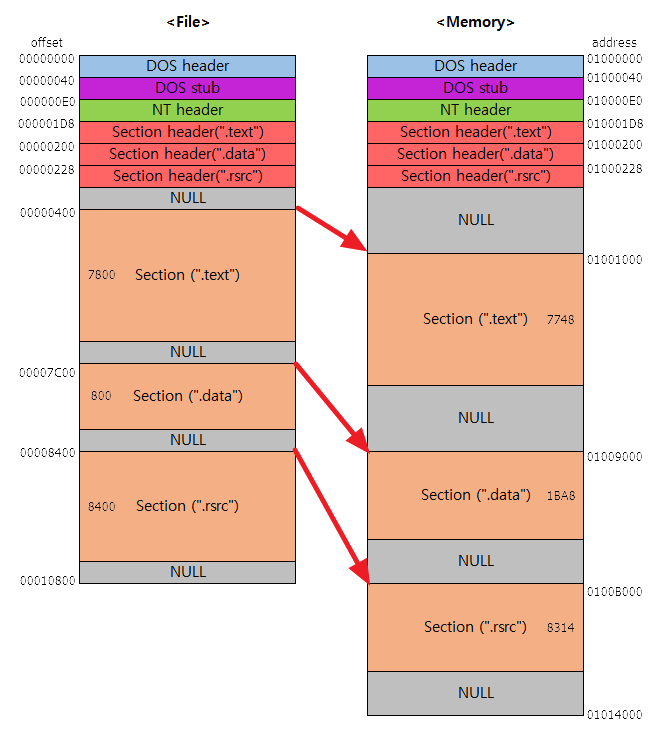 <File>
<Memory>
offset
address
00000000
DOS header
DOS header
01000000
00000040
DOS stub
DOS stub
01000040
000000E0
NT header
NT header
010000E0
000001D8
Section header(".text")
Section header(".text")
010001D8
00000200
Section header(".data")
Section header(".data")
01000200
00000228
Section header(".rsrc")
Section header(".rsrc")
01000228
NULL
NULL
00000400
01001000
7800
Section (".text")
Section (".text")
7748
NULL
NULL
00007C00
800
Section (".data")
NULL
00008400
01009000
Section (".data")
1BA8
8400
Section (".rsrc")
NULL
NULL
00010800
0100B000
Section (".rsrc")
8314
NULL
01014000